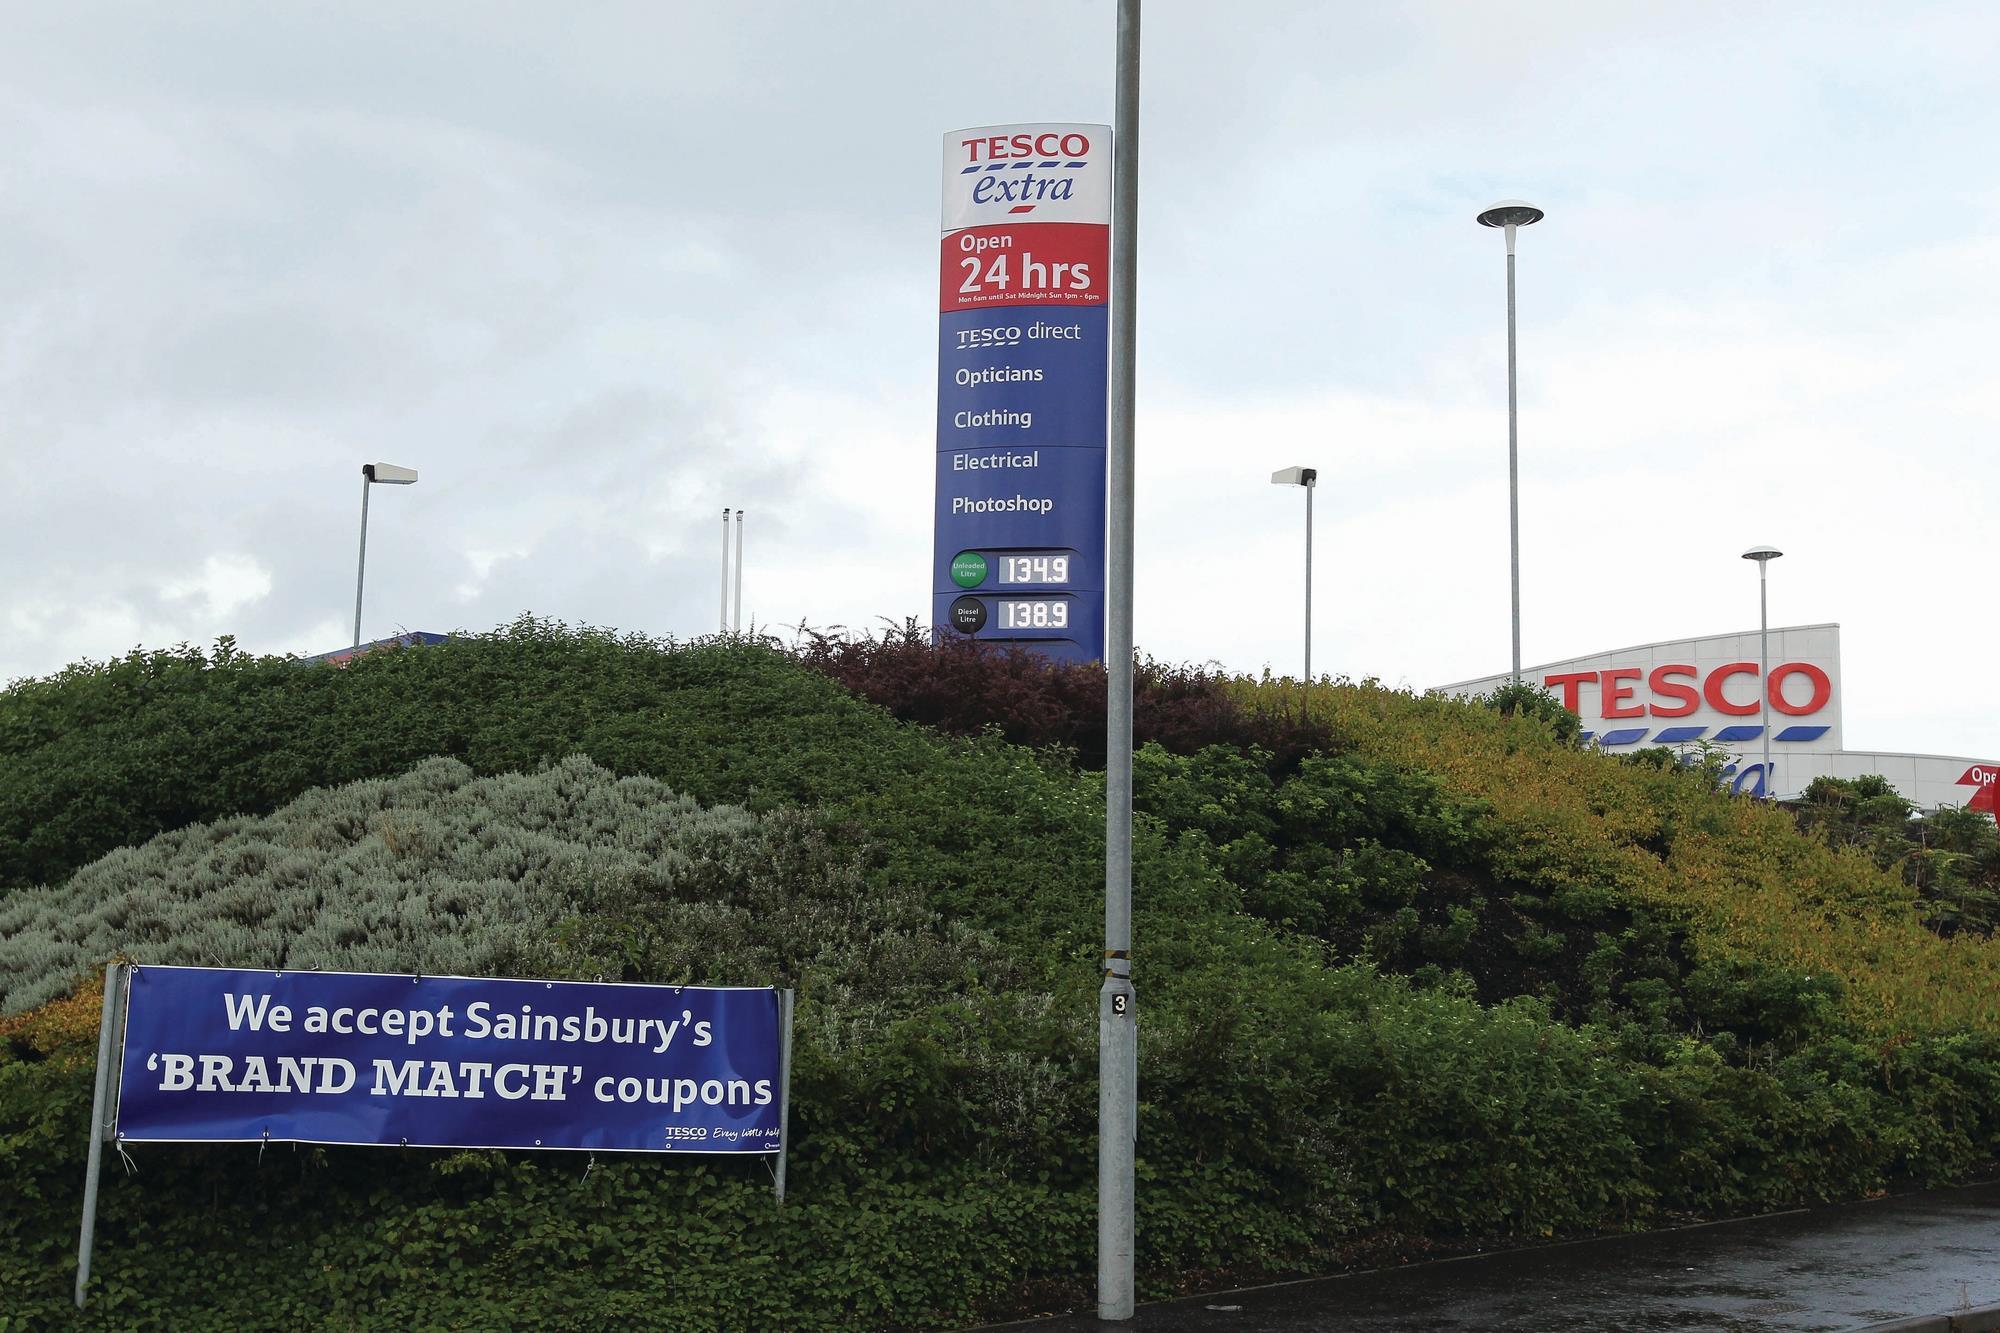 TESCO
extra
Open
24 hrs
Mon 6am until Sat Midnight Sun 1pm - 6pm
TESCO direct
Opticians
Clothing
Electrical
Photoshop
Unleaded
Litre
134.9
Diesel
Litre
138.9
TESCO
We accept Sainsbury's
'BRAND MATCH' coupons
TESCO Every little
3